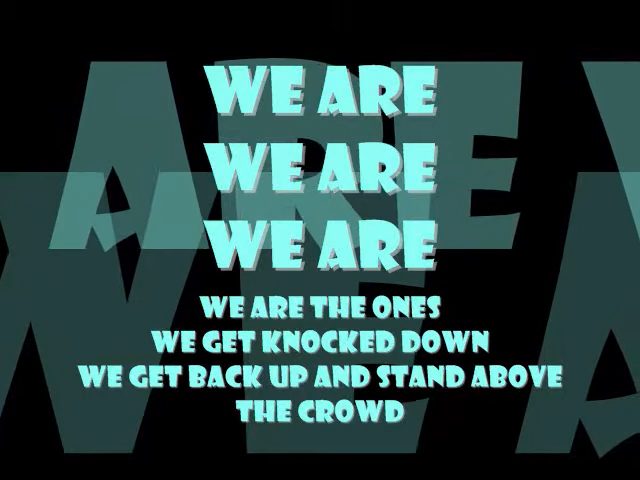 WE ARE
WE ARE
WE ARE
WE ARE THE ONES
WE GET KNOCKED DOWN
WE GET BACK UP AND STAND ABOVE
THE CROWD